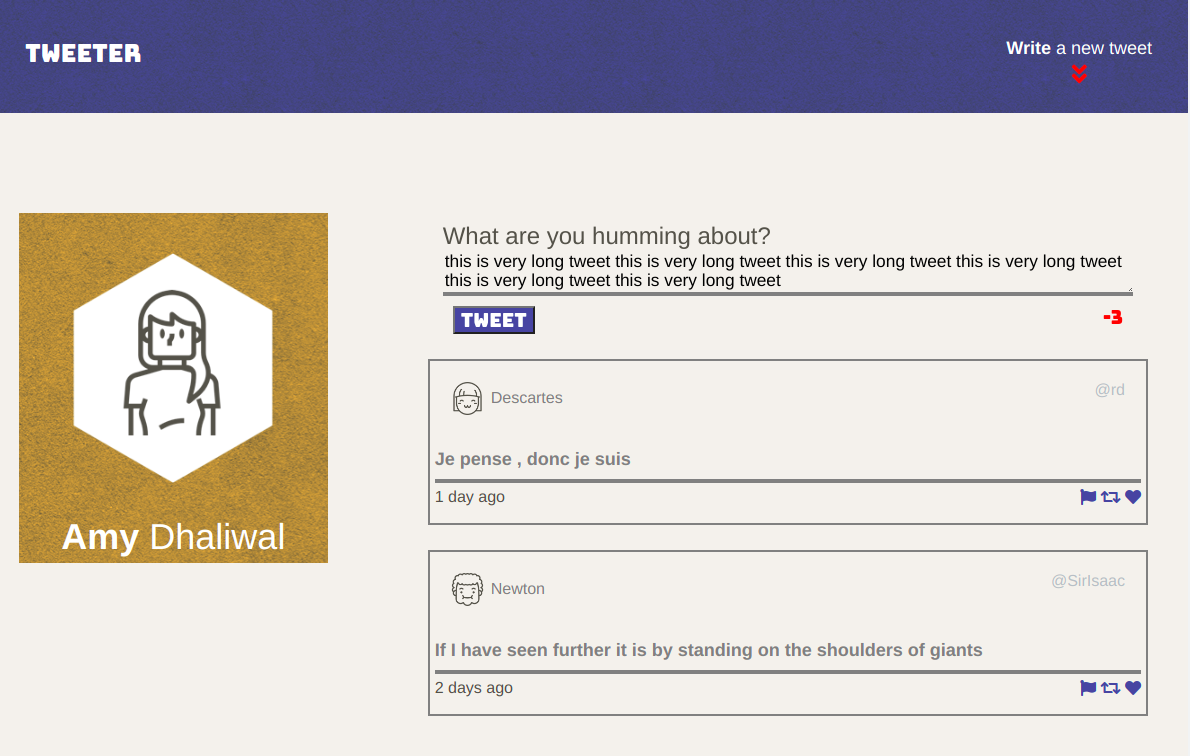 TWEETER
Write a new tweet
Amy Dhaliwal
What are you humming about?
this is very long tweet this is very long tweet this is very long tweet this is very long tweet
this is very long tweet this is very long tweet
TWEET
-3
Descartes
@rd
Je pense , donc je suis
1 day ago
Newton
@SirIsaac
If I have seen further it is by standing on the shoulders of giants
2 days ago